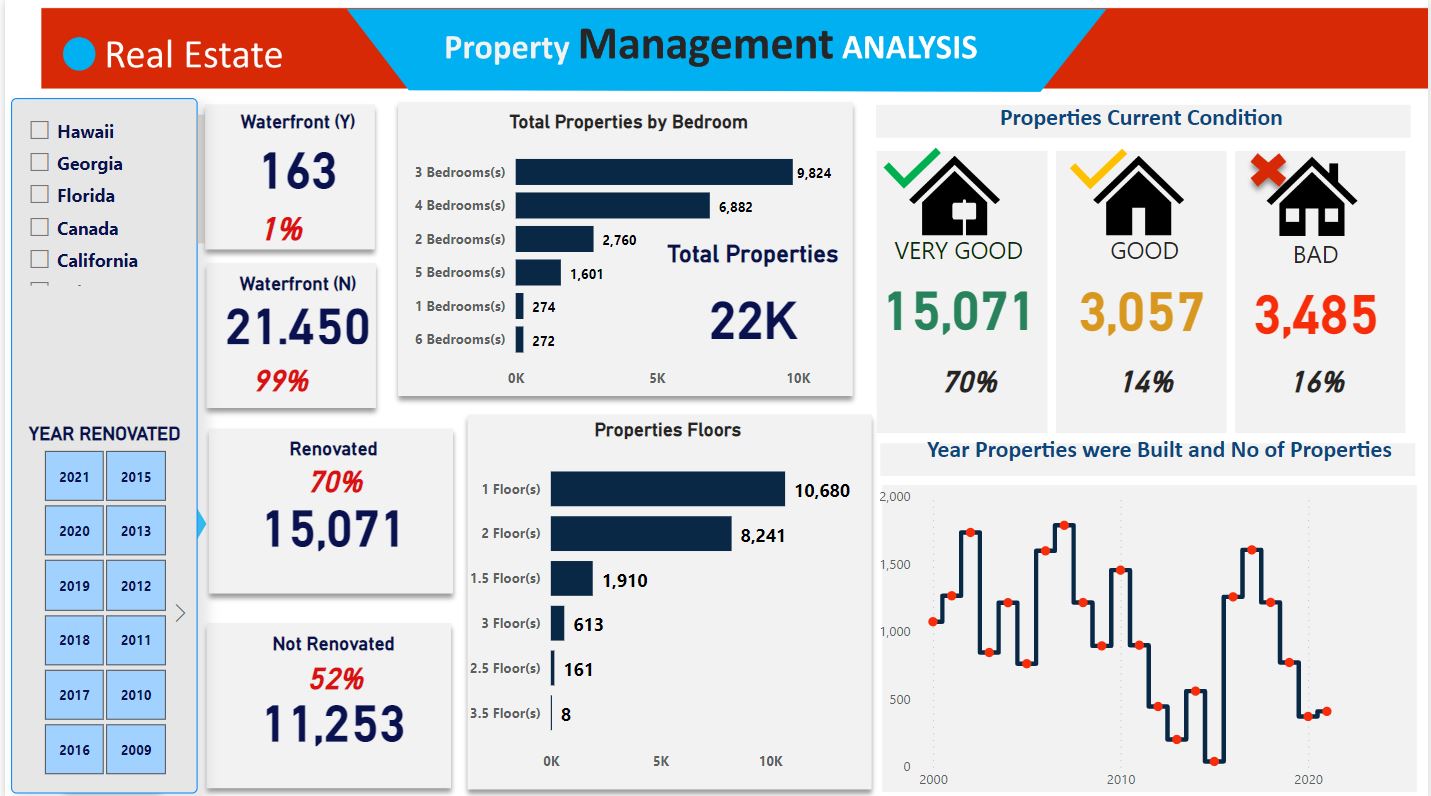 Real Estate
Property Management ANALYSIS
Hawaii
Georgia
Florida
Canada
California
YEAR RENOVATED
2021 2015
2020 2013
2019 2012
2018 2011
2017 2010
2016 2009
Waterfront (Y)
163
1%
Waterfront (N)
21.450
99%
Renovated
70%
15,071
Not Renovated
52%
11,253
Total Properties by Bedroom
3 Bedrooms(s) 9,824
4 Bedrooms(s) 6,882
2 Bedrooms(s) 2,760
5 Bedrooms(s) 1,601
1 Bedrooms(s) 274
6 Bedrooms(s) 272
0K 5K 10K
Total Properties
22K
Properties Floors
1 Floor(s) 10,680
2 Floor(s) 8,241
1.5 Floor(s) 1,910
3 Floor(s) 613
2.5 Floor(s) 161
3.5 Floor(s) 8
0K 5K 10K
Properties Current Condition
VERY GOOD
15,071
70%
GOOD
3,057
14%
BAD
3,485
16%
Year Properties were Built and No of Properties
2,000
1,500
1,000
500
0
2000 2010 2020